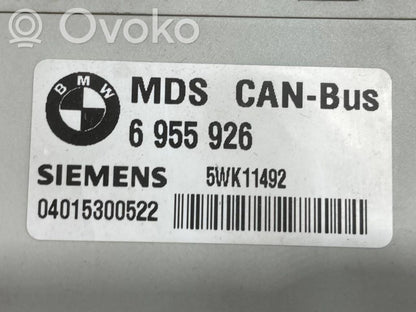 Ovoko
BMW
MDS CAN-Bus
6 955 926
SIEMENS 5WK11492
04015300522